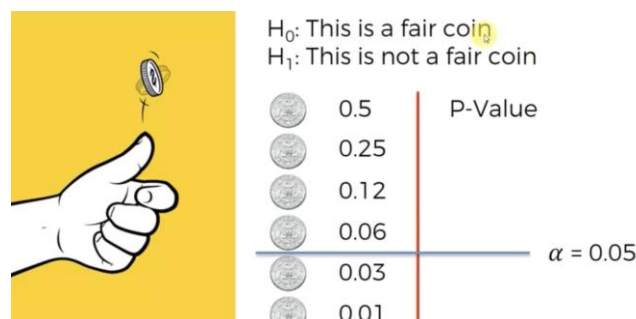 H₀: This is a fair coin
H₁: This is not a fair coin
0.5 P-Value
0.25
0.12
0.06
α = 0.05
0.03
0.01